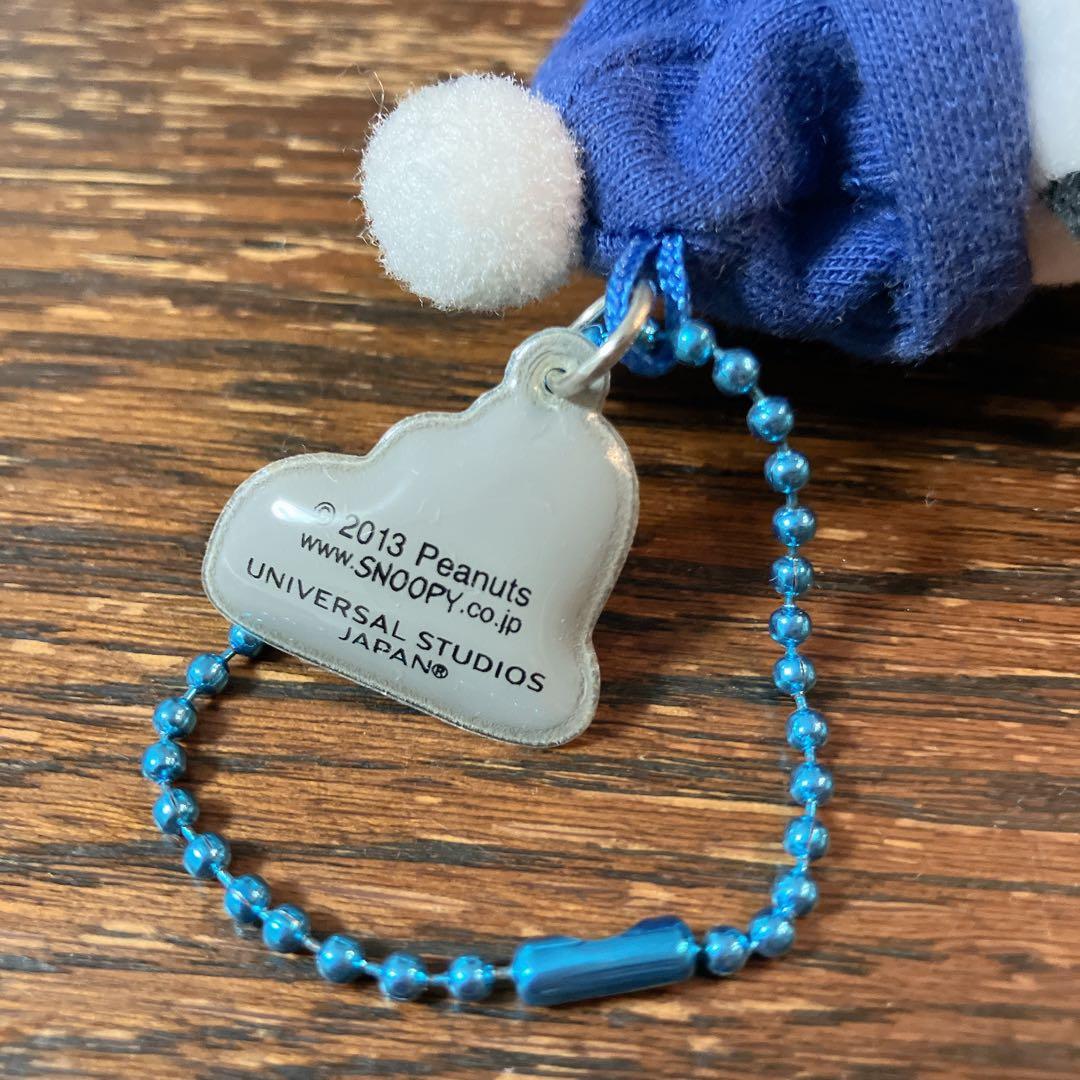 © 2013 Peanuts
www.SNOOPY.co.jp
UNIVERSAL STUDIOS
JAPAN®